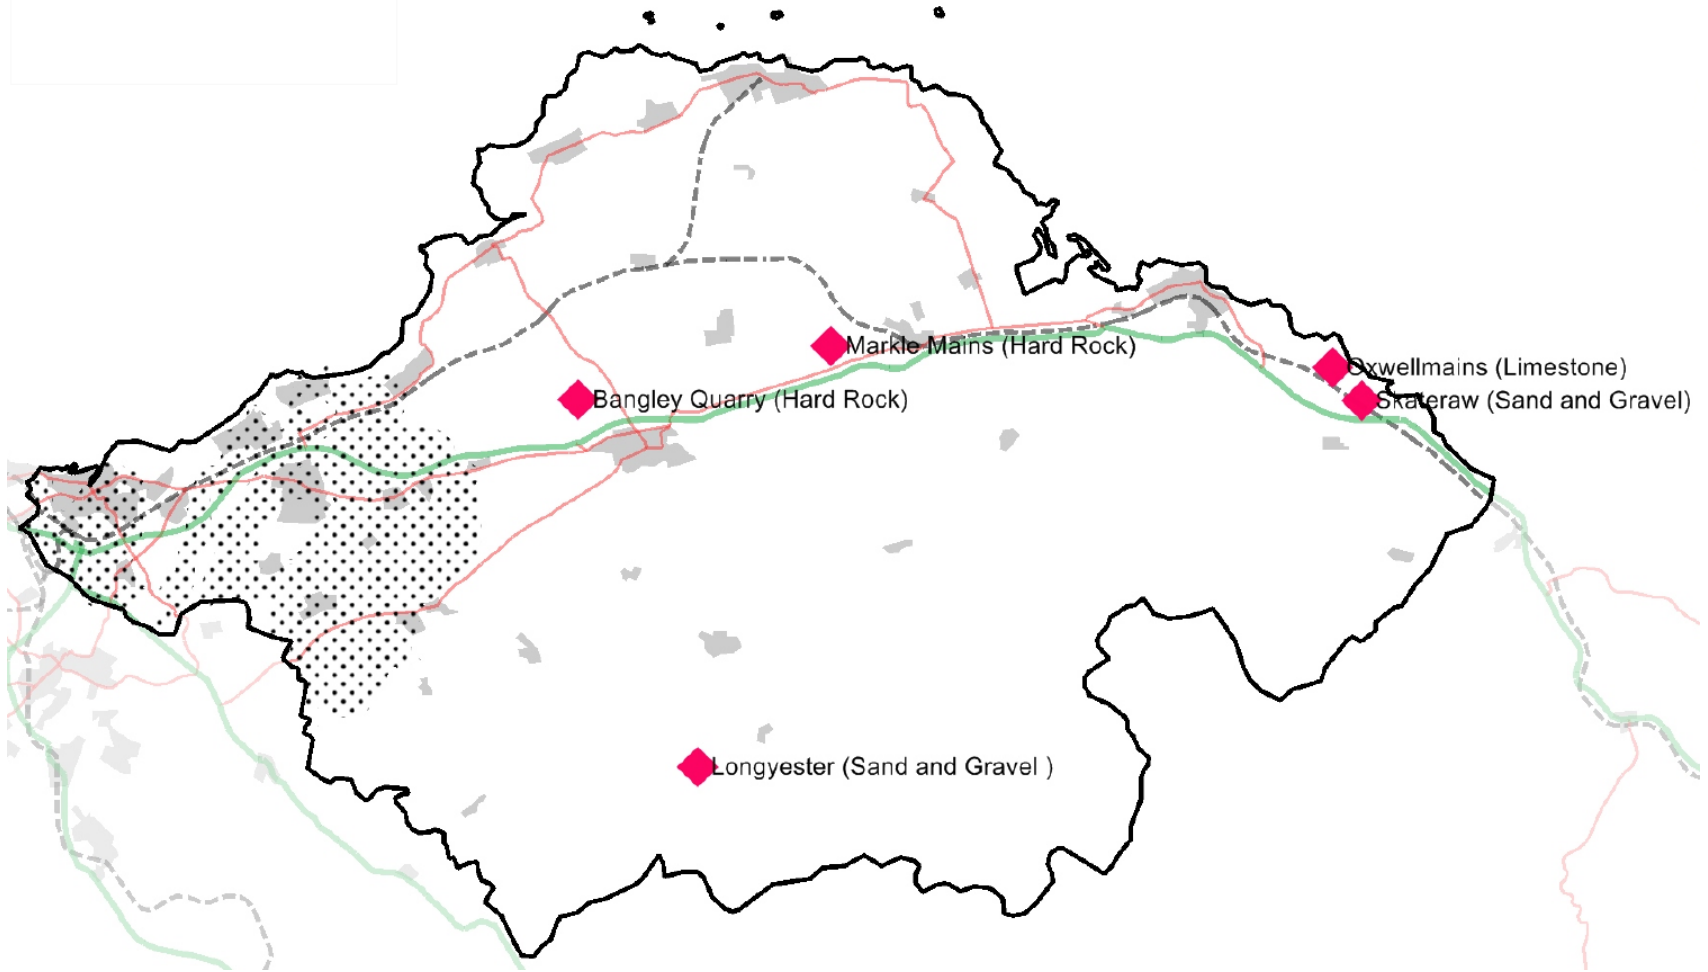 Markle Mains (Hard Rock)
Oxwellmains (Limestone)
Bangley Quarry (Hard Rock)
Skateraw (Sand and Gravel)
Longyester (Sand and Gravel )